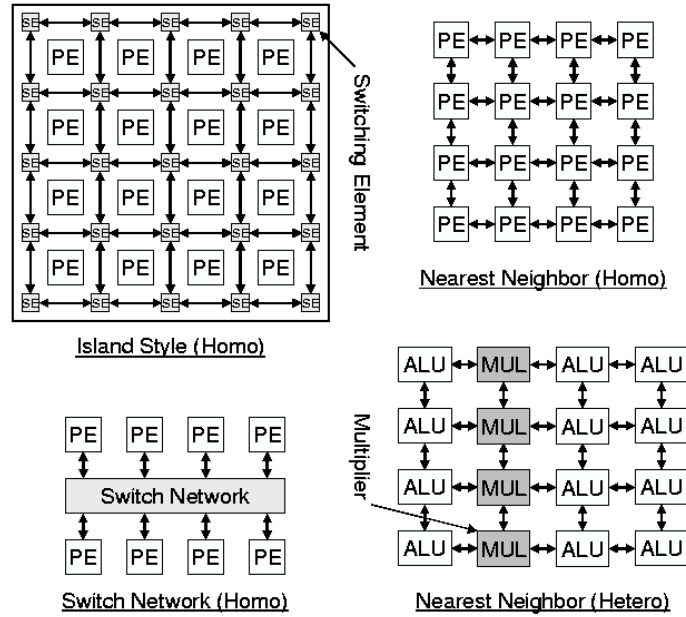 SE SE SE SE SE
PE PE PE PE
SE SE SE SE SE
PE PE PE PE
SE SE SE SE SE
PE PE PE PE
SE SE SE SE SE
PE PE PE PE
SE SE SE SE SE
Switching Element
Island Style (Homo)
PE PE PE PE
PE PE PE PE
PE PE PE PE
PE PE PE PE
Nearest Neighbor (Homo)
PE PE PE PE
Switch Network
PE PE PE PE
Switch Network (Homo)
ALU MUL ALU ALU
ALU MUL ALU ALU
ALU MUL ALU ALU
ALU MUL ALU ALU
Multiplier
Nearest Neighbor (Hetero)